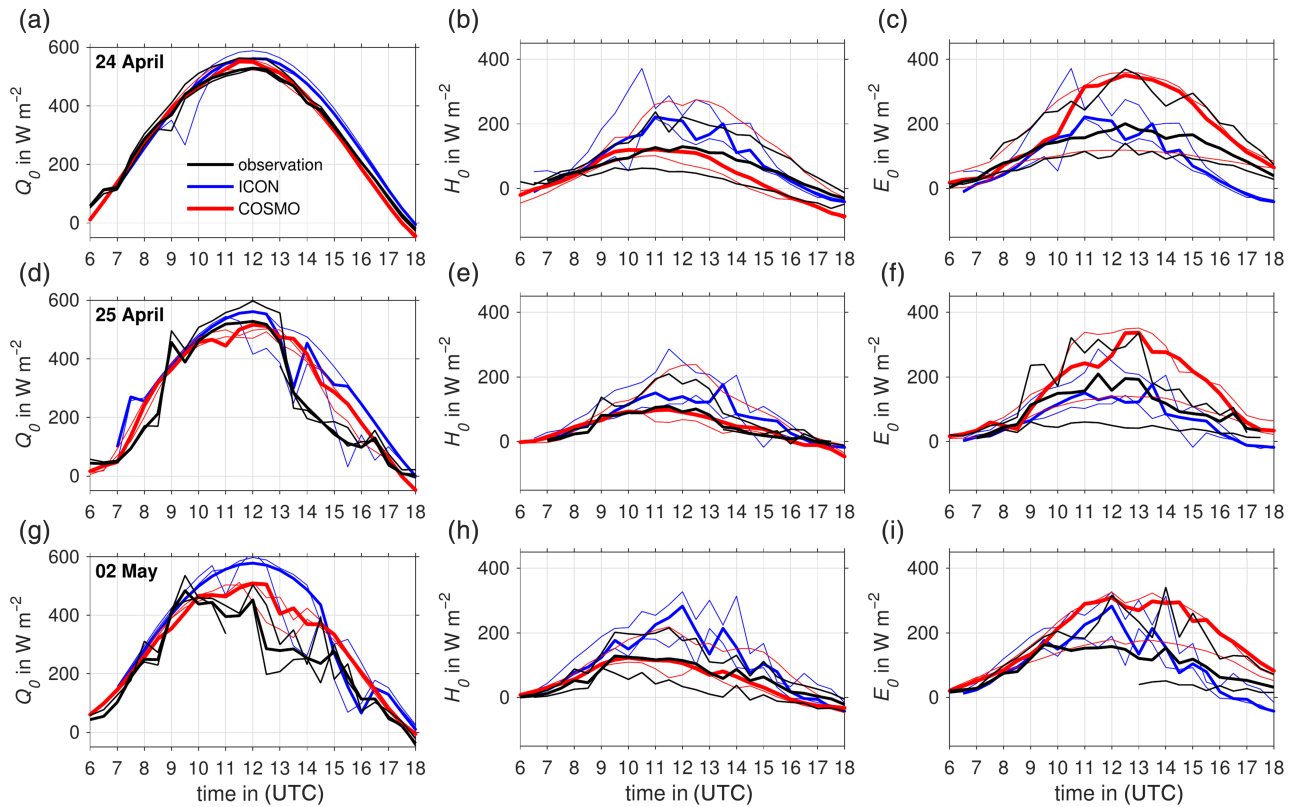 (a)
(b)
(c)
Q₀ in W m⁻²
600
400
200
0
24 April
observation
ICON
COSMO
6 7 8 9 10 11 12 13 14 15 16 17 18
H₀ in W m⁻²
400
200
0
6 7 8 9 10 11 12 13 14 15 16 17 18
E₀ in W m⁻²
400
200
0
6 7 8 9 10 11 12 13 14 15 16 17 18
(d)
(e)
(f)
Q₀ in W m⁻²
600
400
200
0
25 April
6 7 8 9 10 11 12 13 14 15 16 17 18
H₀ in W m⁻²
400
200
0
6 7 8 9 10 11 12 13 14 15 16 17 18
E₀ in W m⁻²
400
200
0
6 7 8 9 10 11 12 13 14 15 16 17 18
(g)
(h)
(i)
Q₀ in W m⁻²
600
400
200
0
02 May
6 7 8 9 10 11 12 13 14 15 16 17 18
time in (UTC)
H₀ in W m⁻²
400
200
0
6 7 8 9 10 11 12 13 14 15 16 17 18
time in (UTC)
E₀ in W m⁻²
400
200
0
6 7 8 9 10 11 12 13 14 15 16 17 18
time in (UTC)